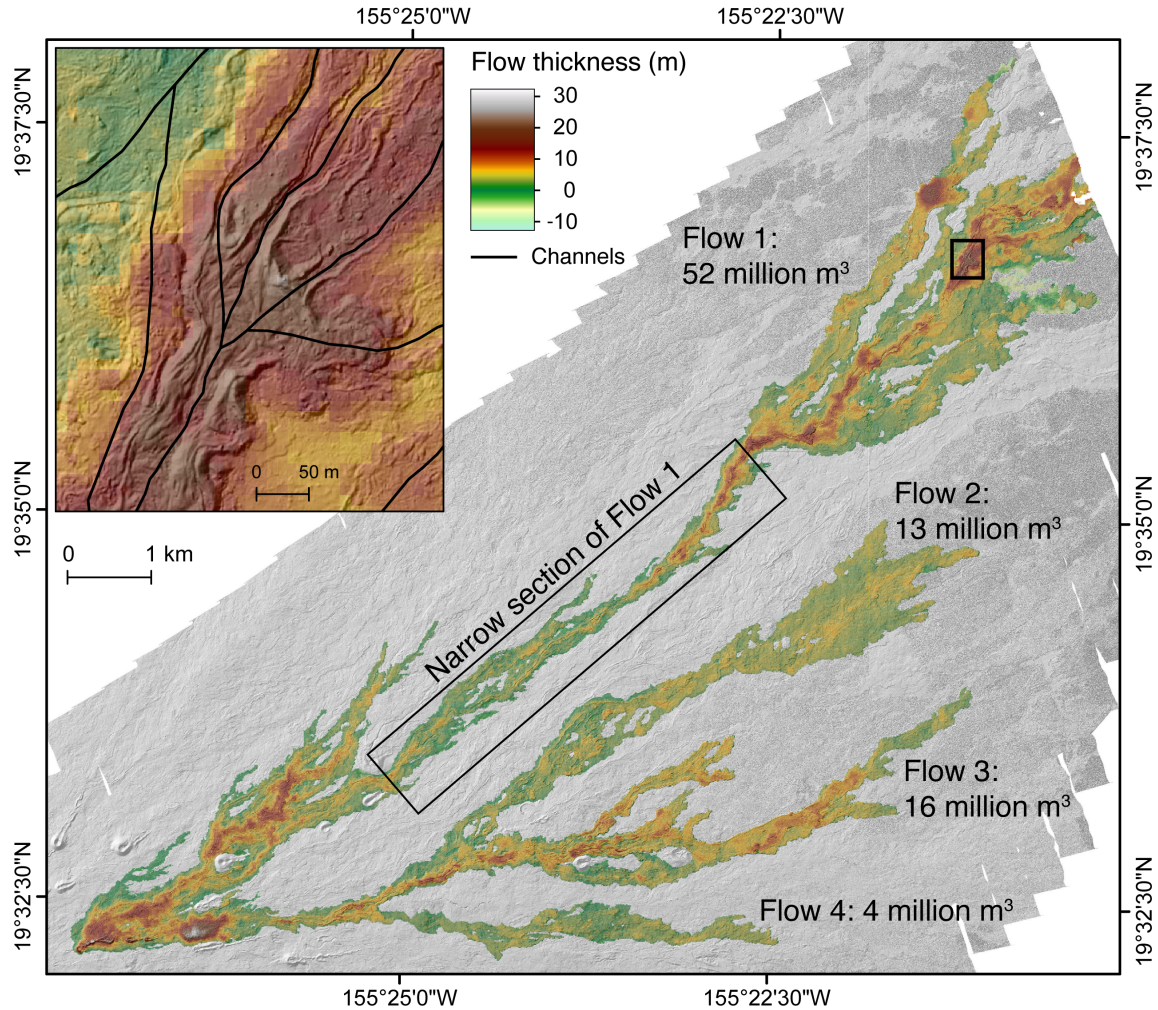 155°25'0"W
155°22'30"W
19°37'30"N
19°37'30"N
Flow thickness (m)
30
20
10
0
-10
Channels
Flow 1:
52 million m³
0 50 m
19°35'0"N
19°35'0"N
0 1 km
Narrow section of Flow 1
Flow 2:
13 million m³
Flow 3:
16 million m³
19°32'30"N
19°32'30"N
Flow 4: 4 million m³
155°25'0"W
155°22'30"W